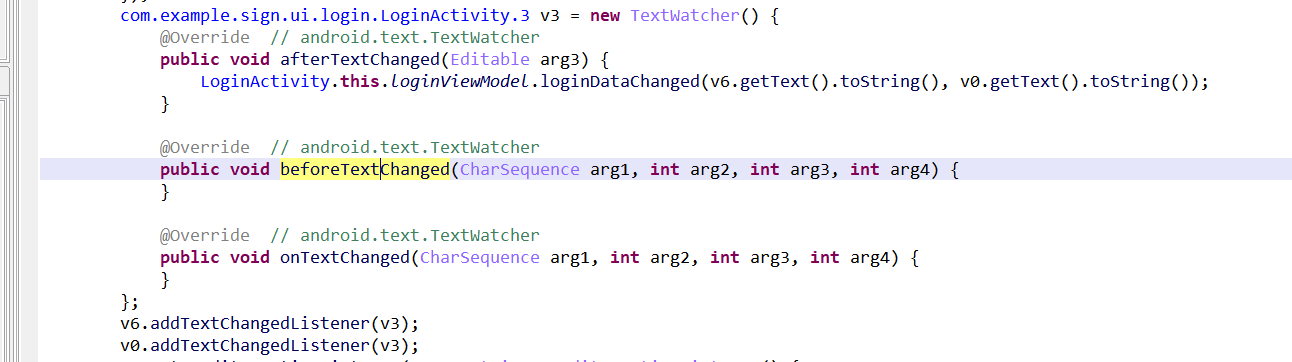 com.example.sign.ui.login.LoginActivity.3 v3 = new TextWatcher() {
@Override  // android.text.TextWatcher
public void afterTextChanged(Editable arg3) {
LoginActivity.this.loginViewModel.loginDataChanged(v6.getText().toString(), v0.getText().toString());
}
@Override  // android.text.TextWatcher
public void beforeTextChanged(CharSequence arg1, int arg2, int arg3, int arg4) {
}
@Override  // android.text.TextWatcher
public void onTextChanged(CharSequence arg1, int arg2, int arg3, int arg4) {
}
};
v6.addTextChangedListener(v3);
v0.addTextChangedListener(v3);